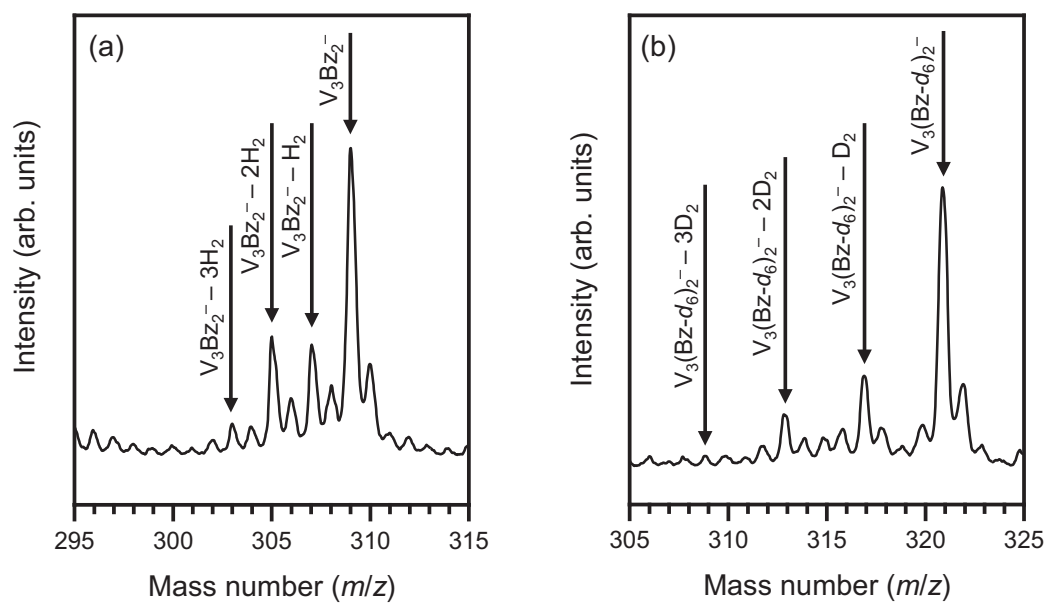 (a)
V₃Bz₂⁻ – 3H₂
V₃Bz₂⁻ – 2H₂
V₃Bz₂⁻ – H₂
V₃Bz₂⁻
Intensity (arb. units)
295 300 305 310 315
Mass number (m/z)
(b)
V₃(Bz-d₆)₂⁻ – 3D₂
V₃(Bz-d₆)₂⁻ – 2D₂
V₃(Bz-d₆)₂⁻ – D₂
V₃(Bz-d₆)₂⁻
Intensity (arb. units)
305 310 315 320 325
Mass number (m/z)